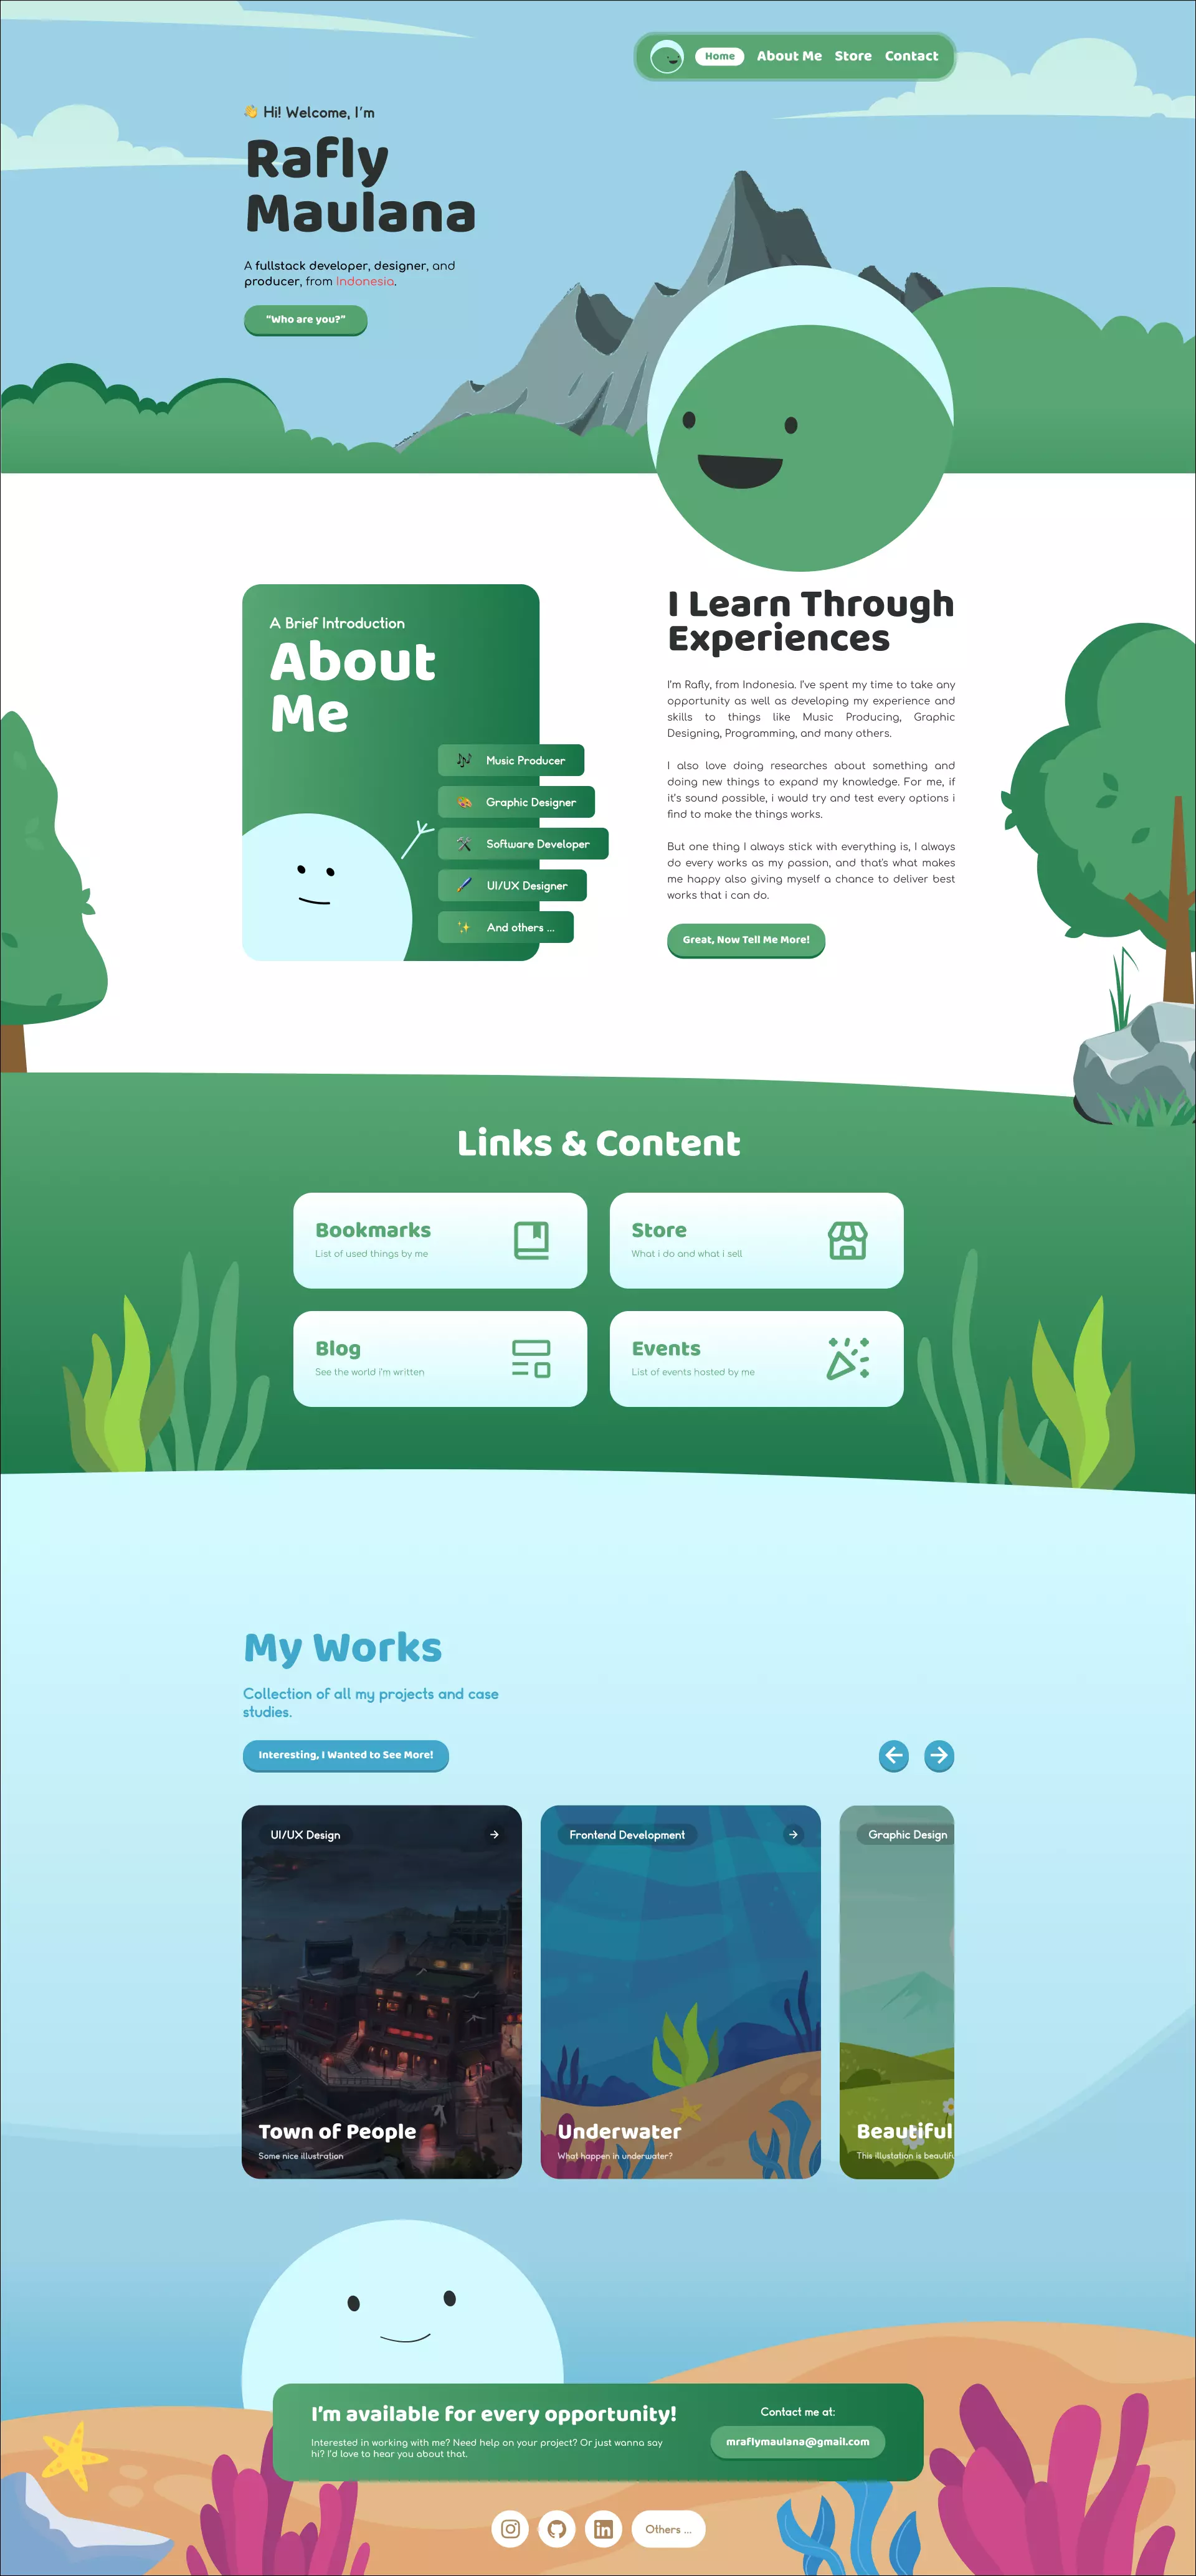 Home About Me Store Contact
👋 Hi! Welcome, I'm
Rafly
Maulana
A fullstack developer, designer, and
producer, from Indonesia.
"Who are you?"
A Brief Introduction
About
Me
Music Producer
Graphic Designer
Software Developer
UI/UX Designer
And others ...
I Learn Through
Experiences
I'm Rafly, from Indonesia. I've spent my time to take any
opportunity as well as developing my experience and
skills to things like Music Producing, Graphic
Designing, Programming, and many others.
I also love doing researches about something and
doing new things to expand my knowledge. For me, if
it's sound possible, i would try and test every options i
find to make the things works.
But one thing I always stick with everything is, I always
do every works as my passion, and that's what makes
me happy also giving myself a chance to deliver best
works that i can do.
Great, Now Tell Me More!
Links & Content
Bookmarks
List of used things by me
Store
What i do and what i sell
Blog
See the world i'm written
Events
List of events hosted by me
My Works
Collection of all my projects and case
studies.
Interesting, I Wanted to See More!
UI/UX Design
Town of People
Some nice illustration
Frontend Development
Underwater
What happen in underwater?
Graphic Design
Beautiful
This illustation is beautifu
I'm available for every opportunity!
Interested in working with me? Need help on your project? Or just wanna say
hi? I'd love to hear you about that.
Contact me at:
mraflymaulana@gmail.com
Others ...